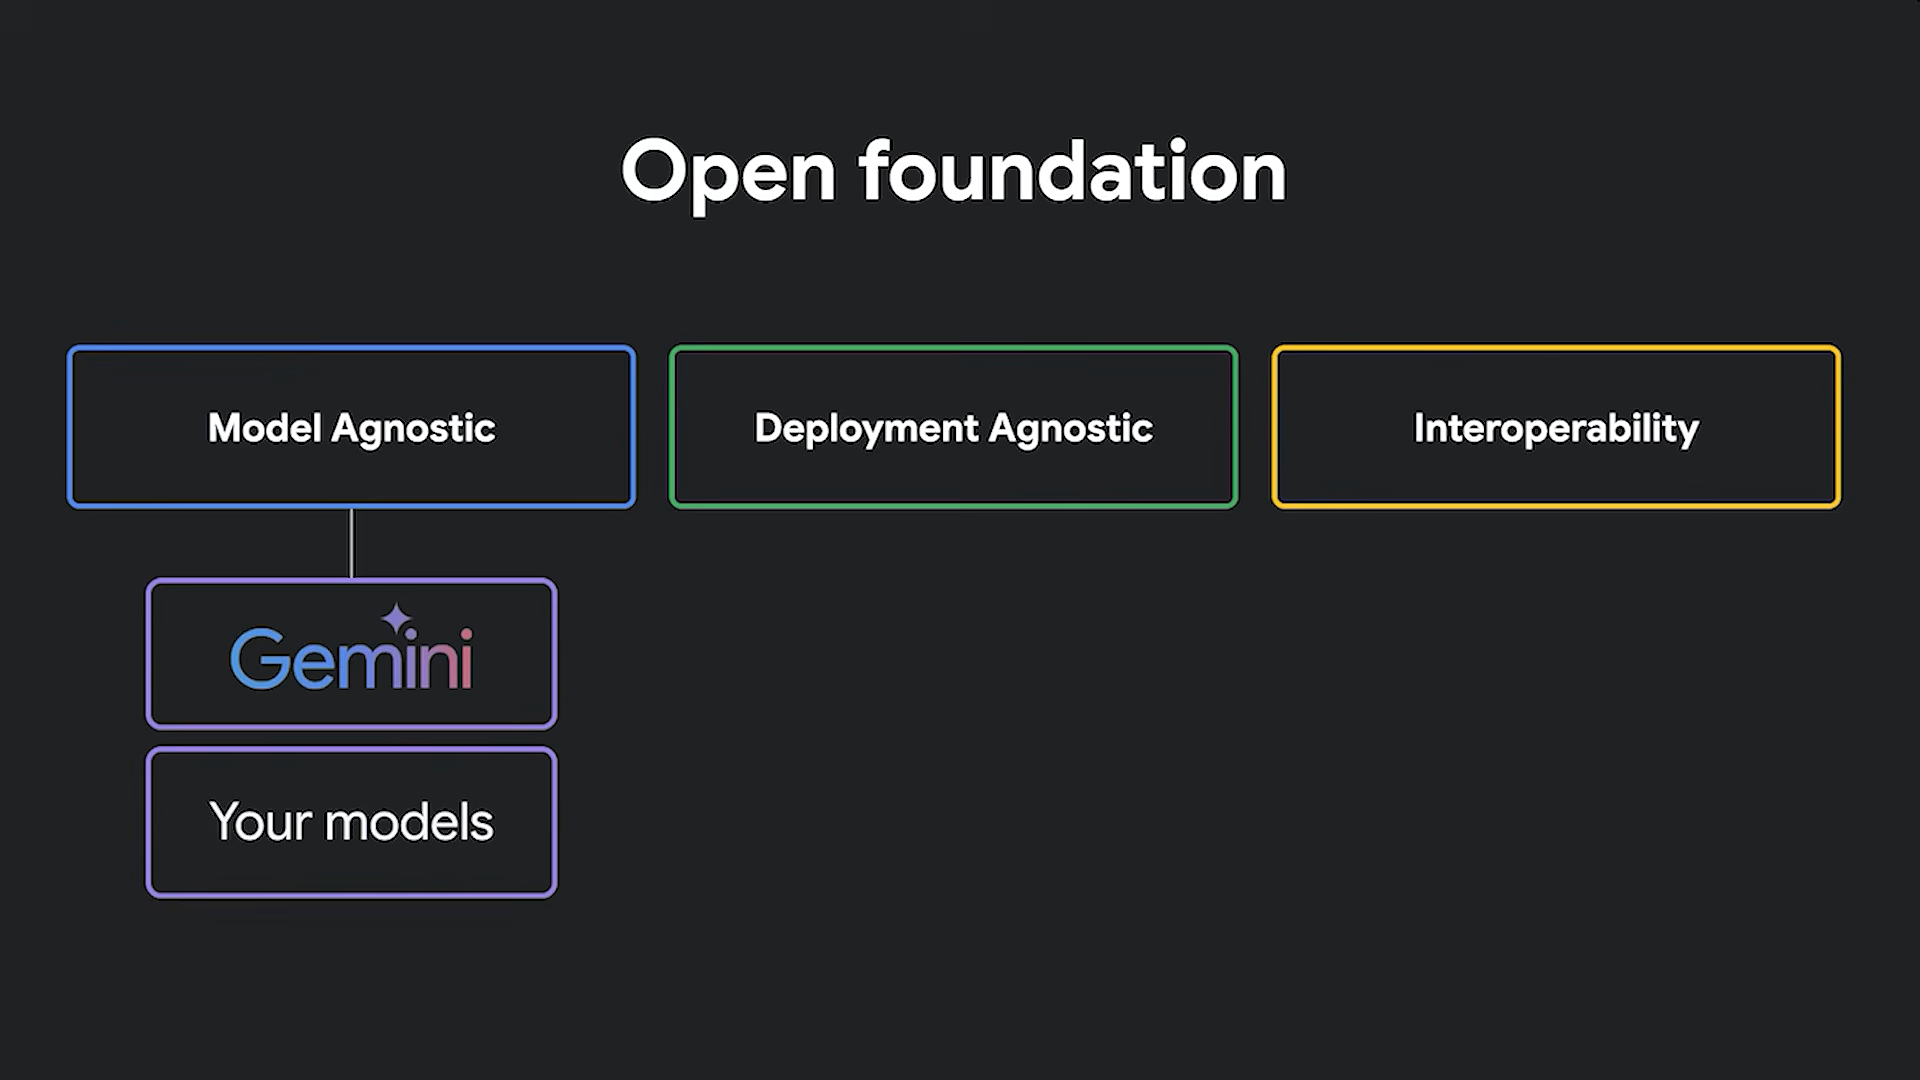 Open foundation
Model Agnostic
Deployment Agnostic
Interoperability
Gemini
Your models